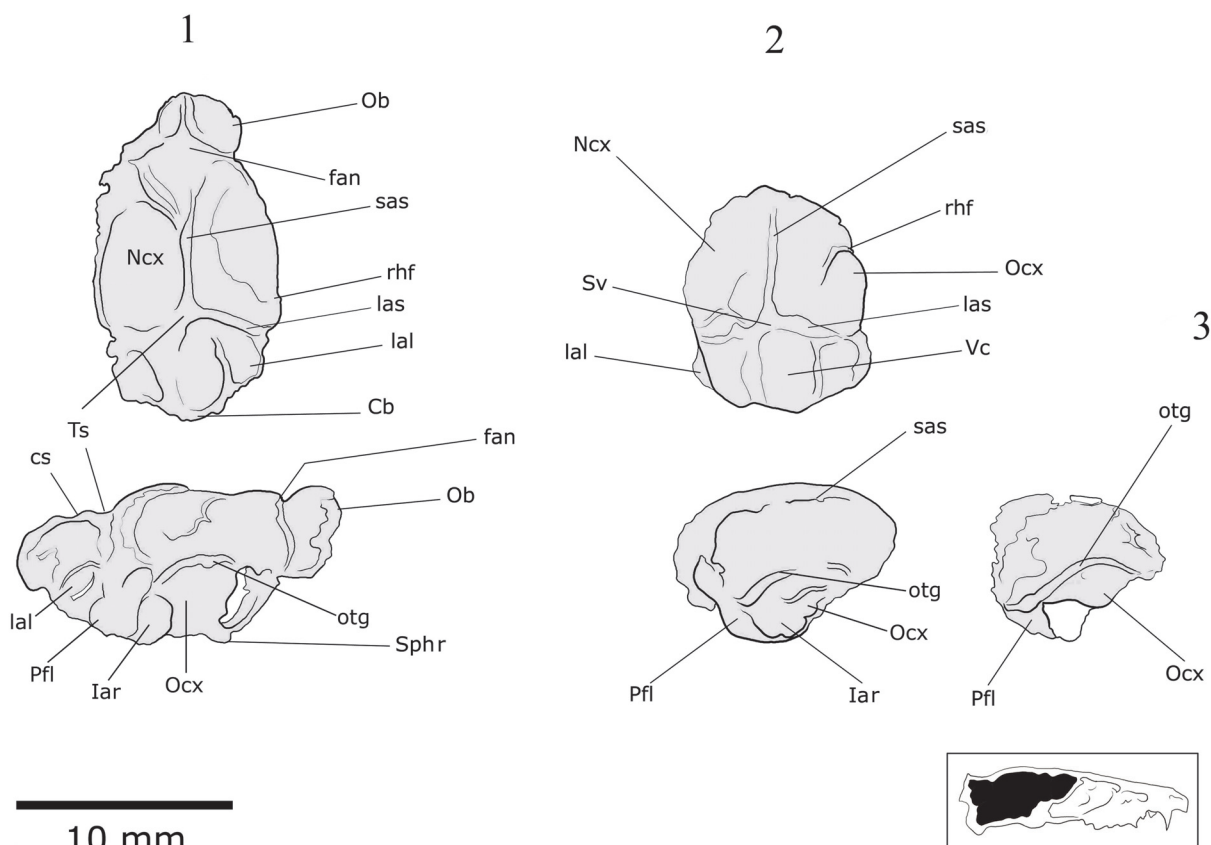 1
Ob
fan
sas
Ncx
rhf
las
lal
Cb
Ts
cs
fan
Ob
lal
otg
Sphr
Pfl
Iar
Ocx
10 mm
2
sas
Ncx
rhf
Ocx
Sv
las
lal
Vc
sas
otg
Ocx
Pfl
Iar
3
otg
Ocx
Pfl